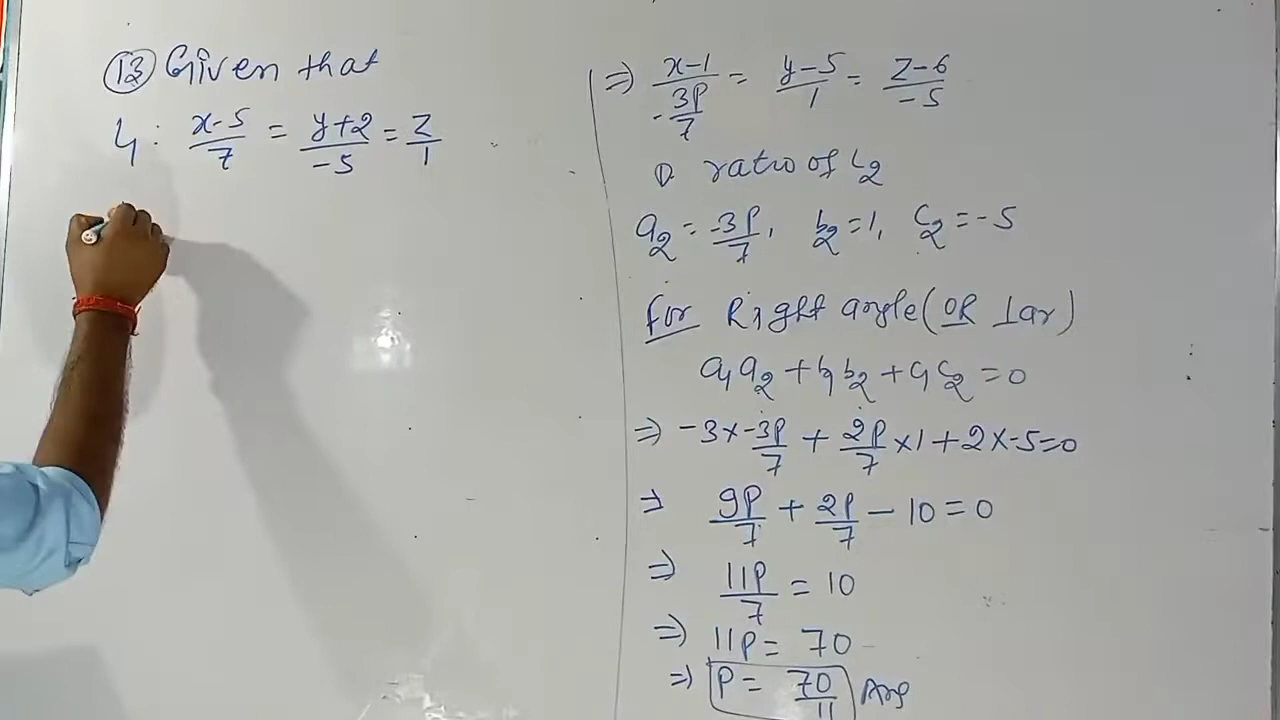 (13) Given that
L₁: (x-5)/7 = (y+2)/-5 = z/1
⇒ (x-1)/(-3P/7) = (y-5)/1 = (z-6)/-5
D ratio of L₂
a₂ = -3P/7, b₂ = 1, c₂ = -5
for Right angle (OR ⊥ar)
a₁a₂ + b₁b₂ + c₁c₂ = 0
⇒ -3 × -3P/7 + 2P/7 × 1 + 2 × -5 = 0
⇒ 9P/7 + 2P/7 - 10 = 0
⇒ 11P/7 = 10
⇒ 11P = 70
⇒ P = 70/11 Ans